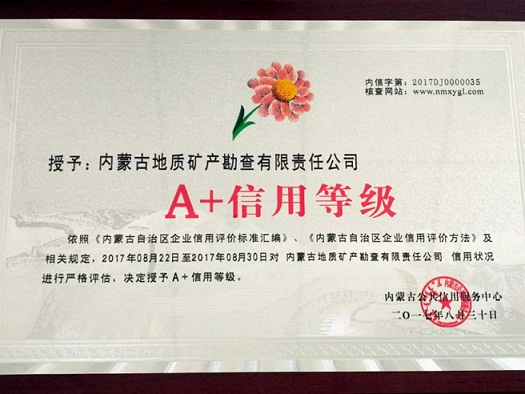 内信字第：2017DJ0000035
核查网站：www.nmxygl.com
授予：内蒙古地质矿产勘查有限责任公司
A+信用等级
依照《内蒙古自治区企业信用评价标准汇编》、《内蒙古自治区企业信用评价方法》及
相关规定，2017年08月22日至2017年08月30日对 内蒙古地质矿产勘查有限责任公司 信用状况
进行严格评估，决定授予A+信用等级。
内蒙古公共信用服务中心
二〇一七年八月三十日